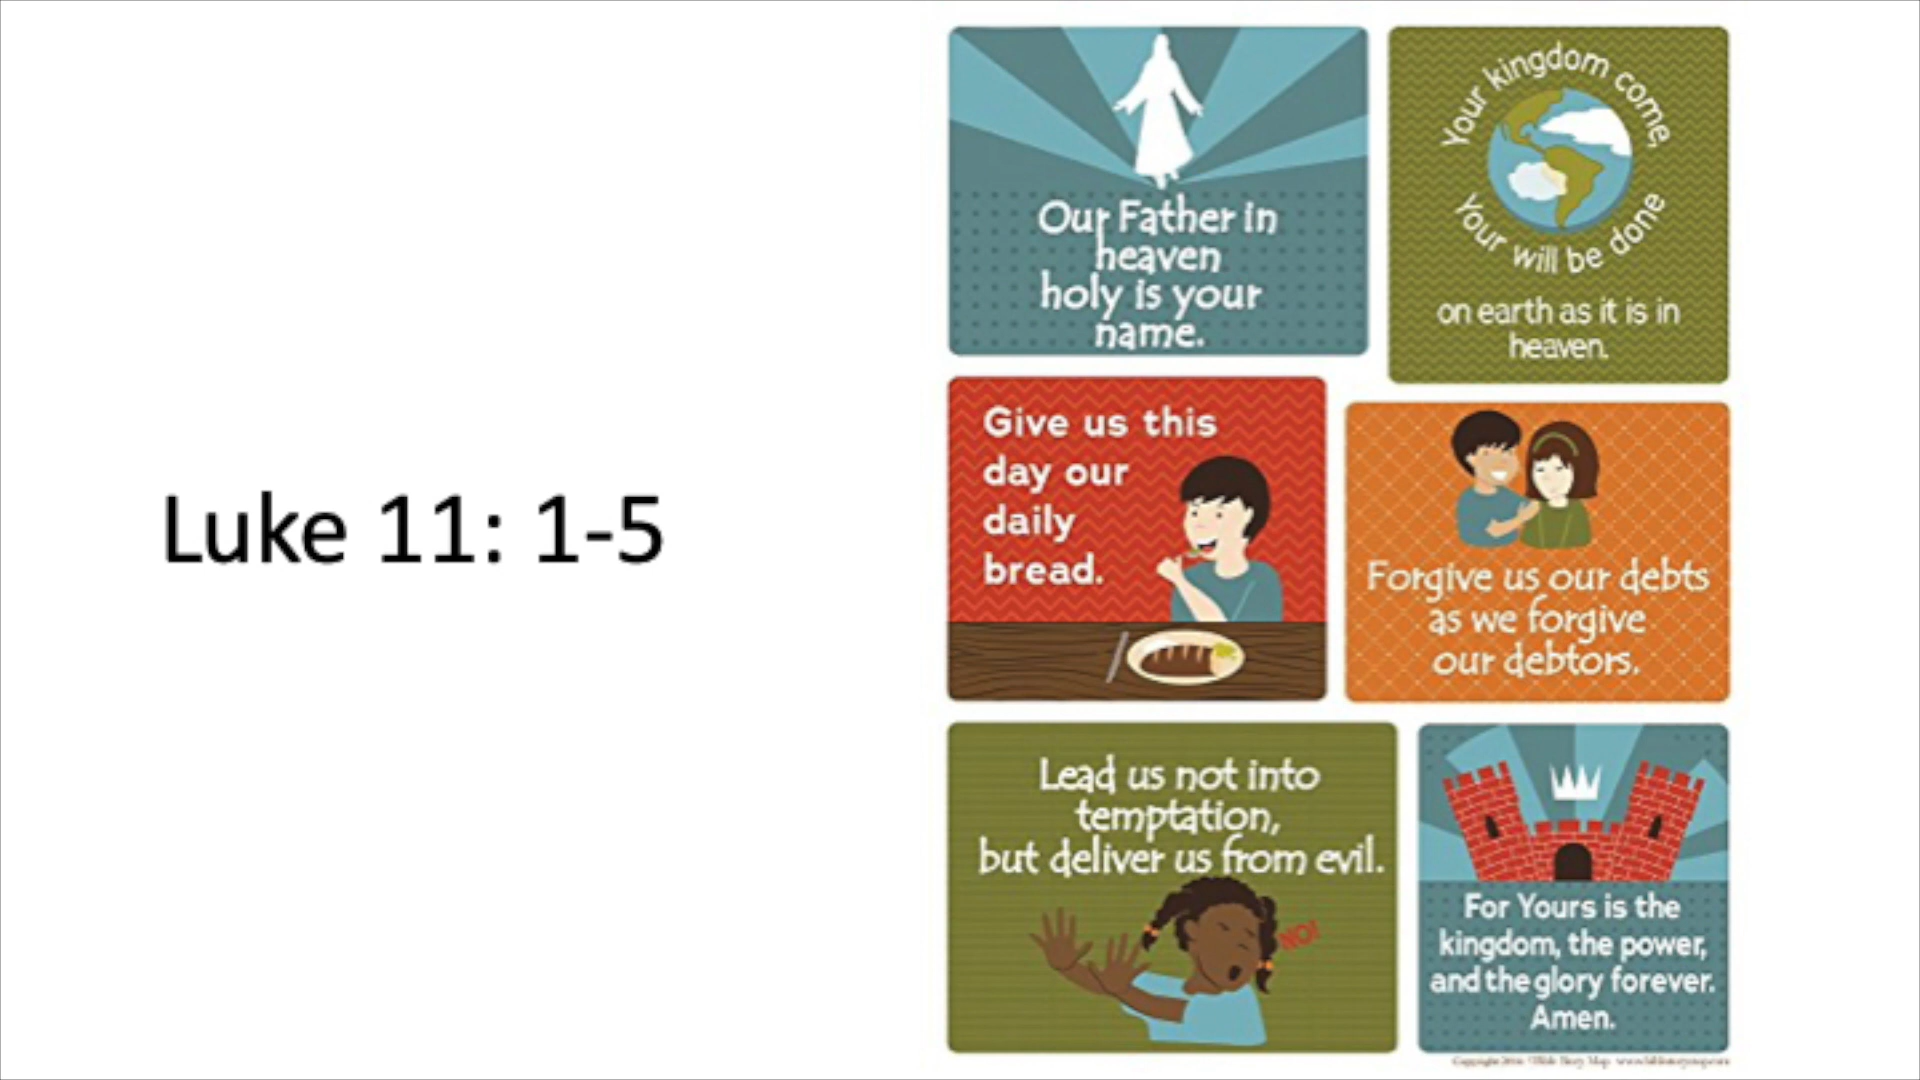 Luke 11: 1-5
Our Father in
heaven
holy is your
name.
Your kingdom come,
Your will be done
on earth as it is in
heaven.
Give us this
day our
daily
bread.
Forgive us our debts
as we forgive
our debtors.
Lead us not into
temptation,
but deliver us from evil.
NO!
For Yours is the
kingdom, the power,
and the glory forever.
Amen.